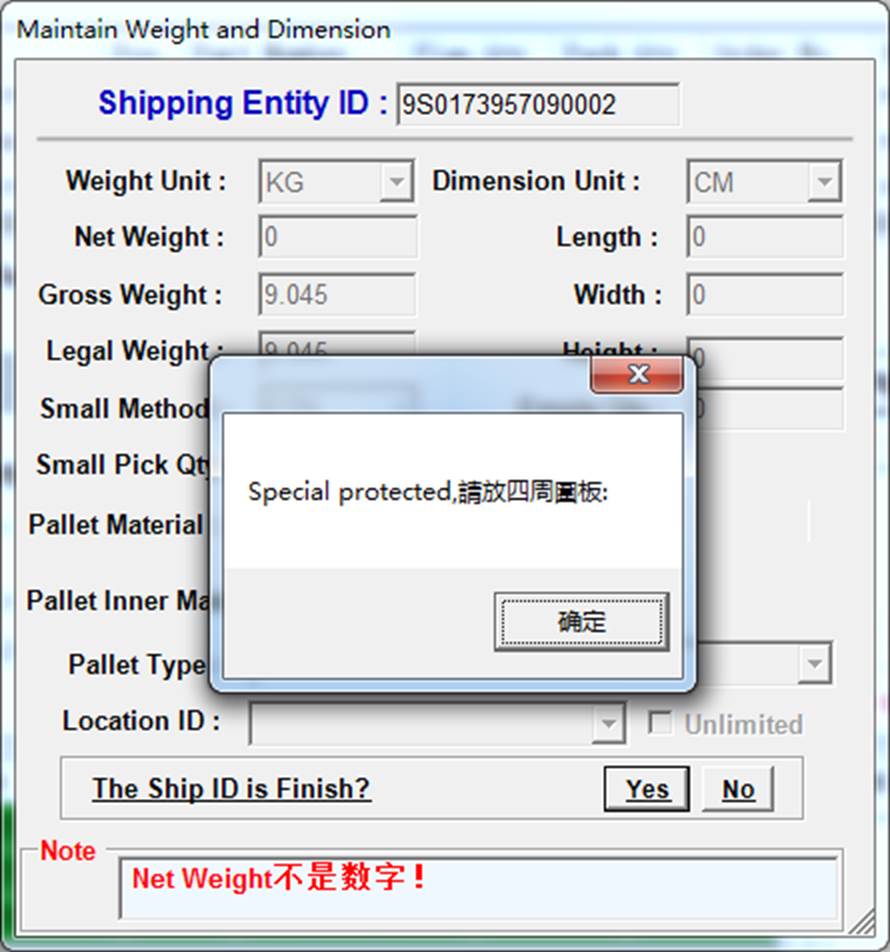 Maintain Weight and Dimension
Shipping Entity ID : 9S0173957090002
Weight Unit : KG Dimension Unit : CM
Net Weight : 0 Length : 0
Gross Weight : 9.045 Width : 0
Legal Weight : 9.045 Height : 0
Small Method 0
Small Pick Qty
Special protected,請放四周圍板:
Pallet Material
Pallet Inner Ma
确定
Pallet Type
Location ID : Unlimited
The Ship ID is Finish? Yes No
Note
Net Weight不是数字！